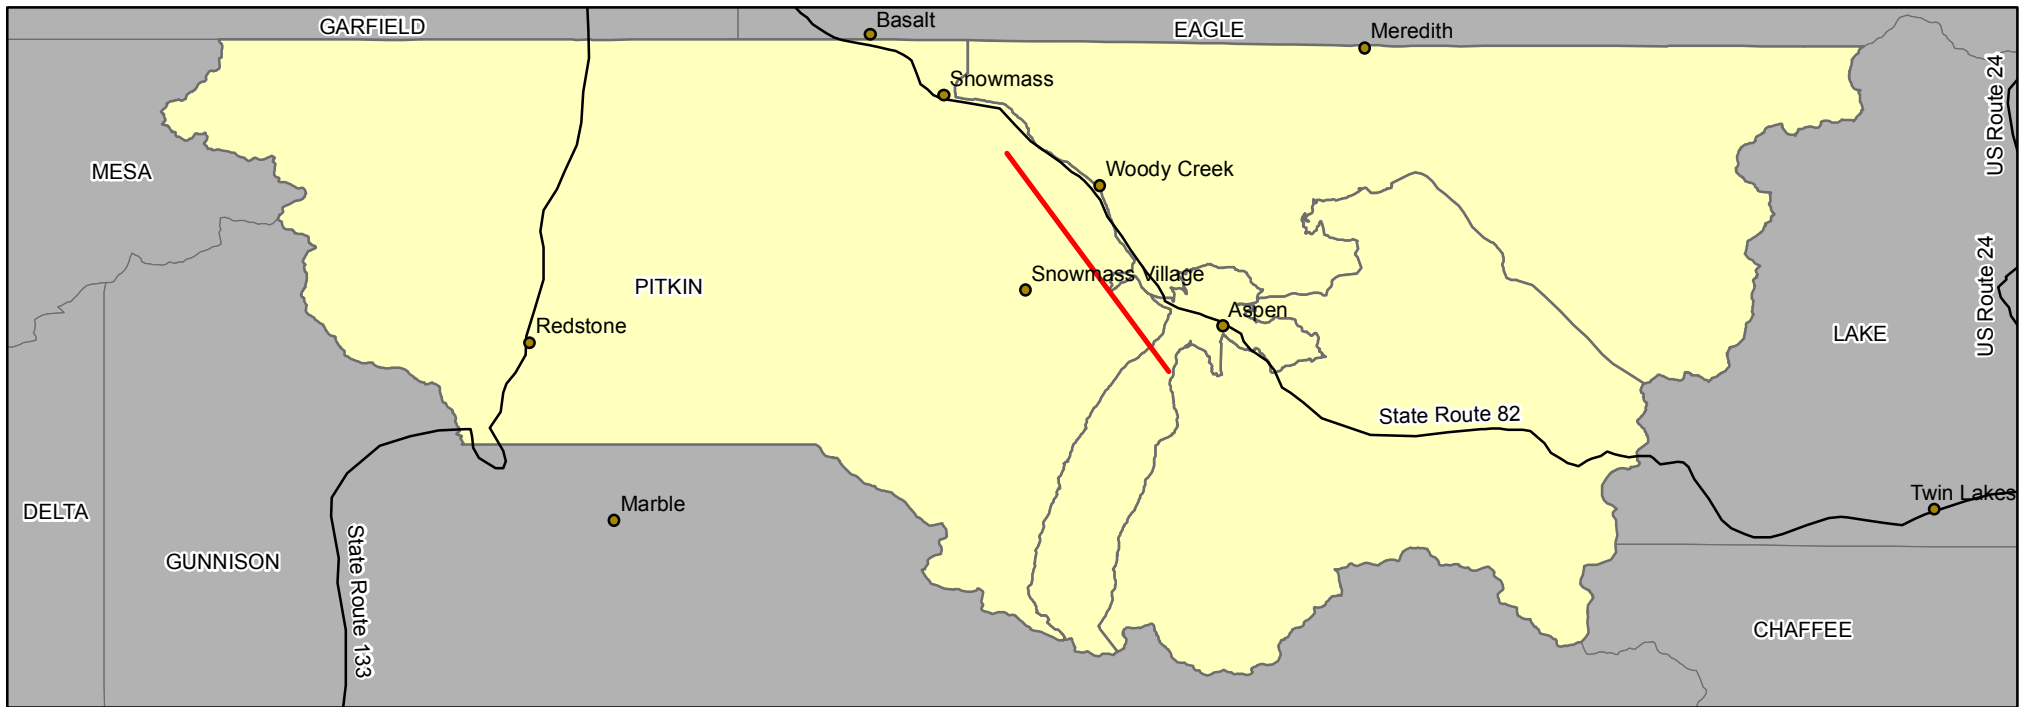 Basalt
GARFIELD
EAGLE
Meredith
Snowmass
US Route 24
MESA
Woody Creek
Snowmass Village
PITKIN
US Route 24
Aspen
Redstone
LAKE
State Route 82
Marble
Twin Lakes
DELTA
GUNNISON
State Route 133
CHAFFEE